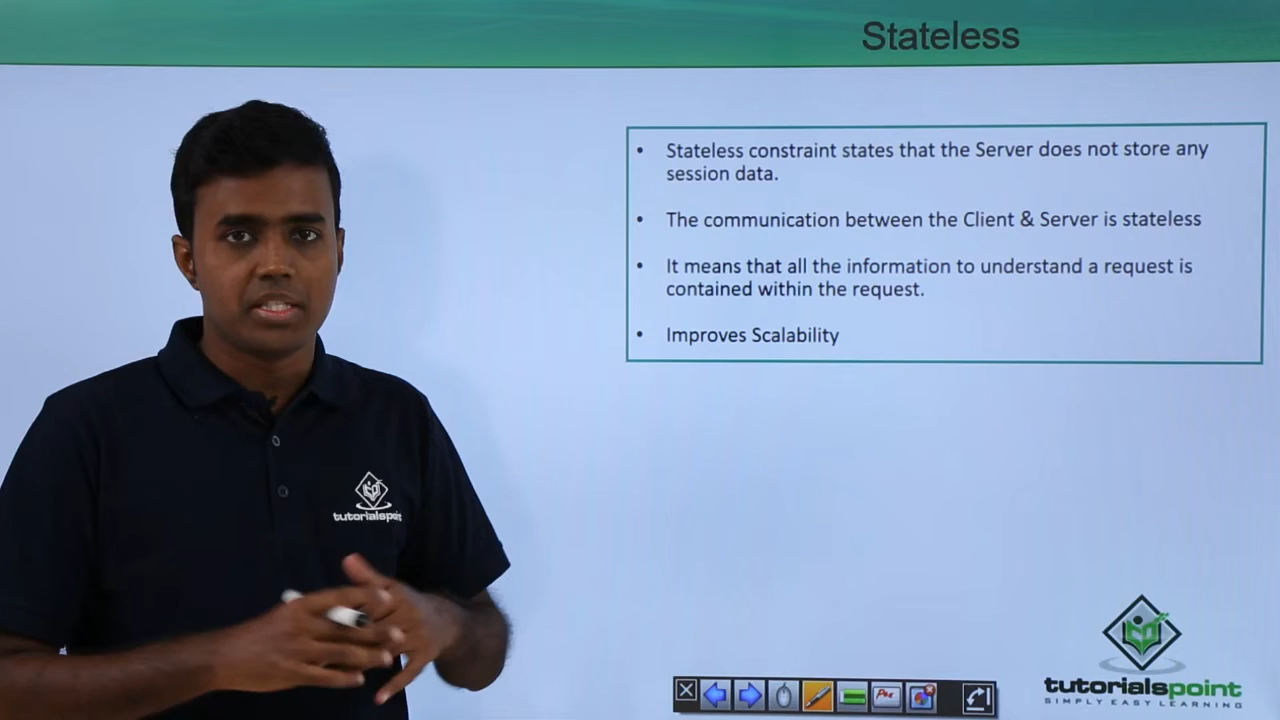 Stateless
• Stateless constraint states that the Server does not store any
session data.
• The communication between the Client & Server is stateless
• It means that all the information to understand a request is
contained within the request.
• Improves Scalability
tutorialspoint
tutorialspoint
SIMPLY EASY LEARNING